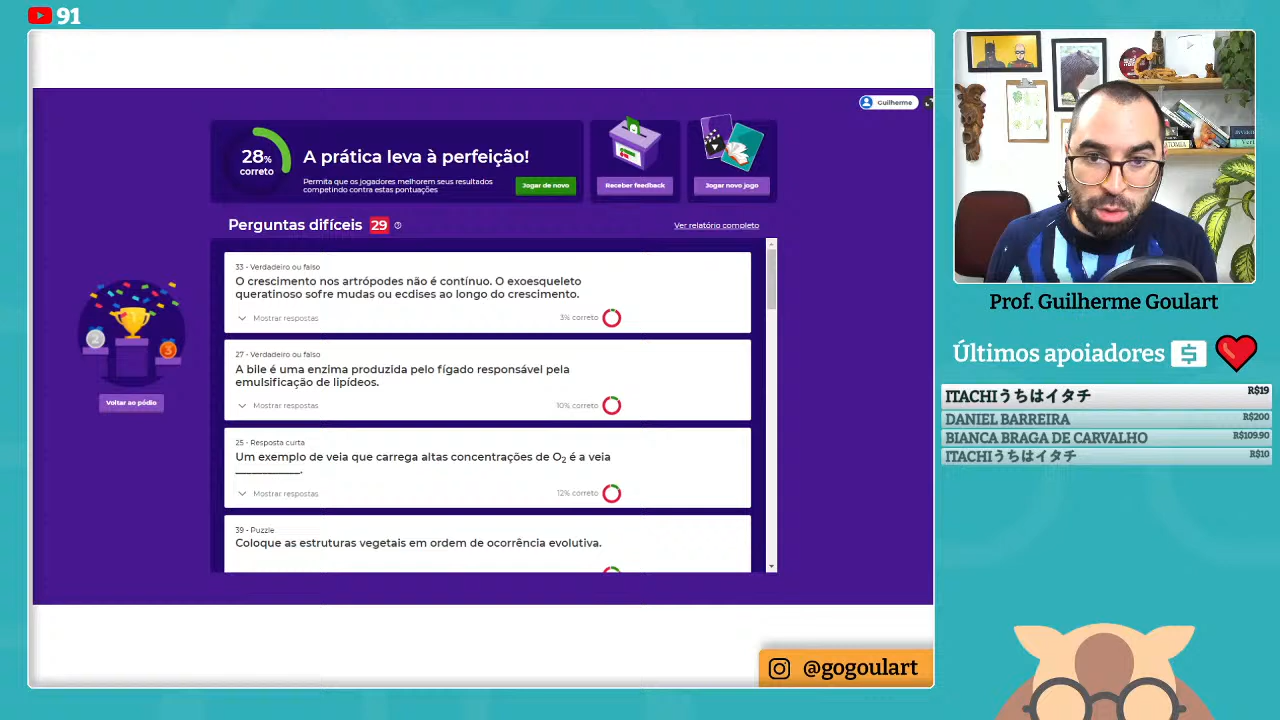 91
Guilherme
28%
correto
A prática leva à perfeição!
Permita que os jogadores melhorem seus resultados
competindo contra estas pontuações
Jogar de novo
Receber feedback
Jogar novo jogo
Perguntas difíceis 29
Ver relatório completo
33 - Verdadeiro ou falso
O crescimento nos artrópodes não é contínuo. O exoesqueleto
queratinoso sofre mudas ou ecdises ao longo do crescimento.
Mostrar respostas
3% correto
27 - Verdadeiro ou falso
A bile é uma enzima produzida pelo fígado responsável pela
emulsificação de lipídeos.
Mostrar respostas
10% correto
25 - Resposta curta
Um exemplo de veia que carrega altas concentrações de O₂ é a veia
____________.
Mostrar respostas
12% correto
39 - Puzzle
Coloque as estruturas vegetais em ordem de ocorrência evolutiva.
2
3
Voltar ao pódio
@gogoulart
Prof. Guilherme Goulart
Últimos apoiadores $
ITACHIうちはイタチ R$19
DANIEL BARREIRA R$200
BIANCA BRAGA DE CARVALHO R$109.90
ITACHIうちはイタチ R$10